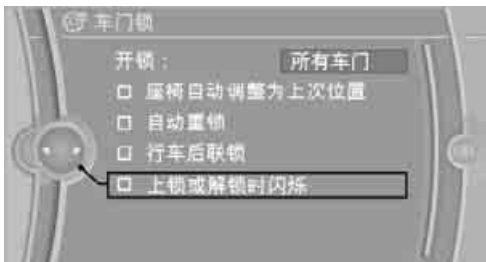 车门锁
开锁： 所有车门
座椅自动调整为上次位置
自动重锁
行车后联锁
上锁或解锁时闪烁